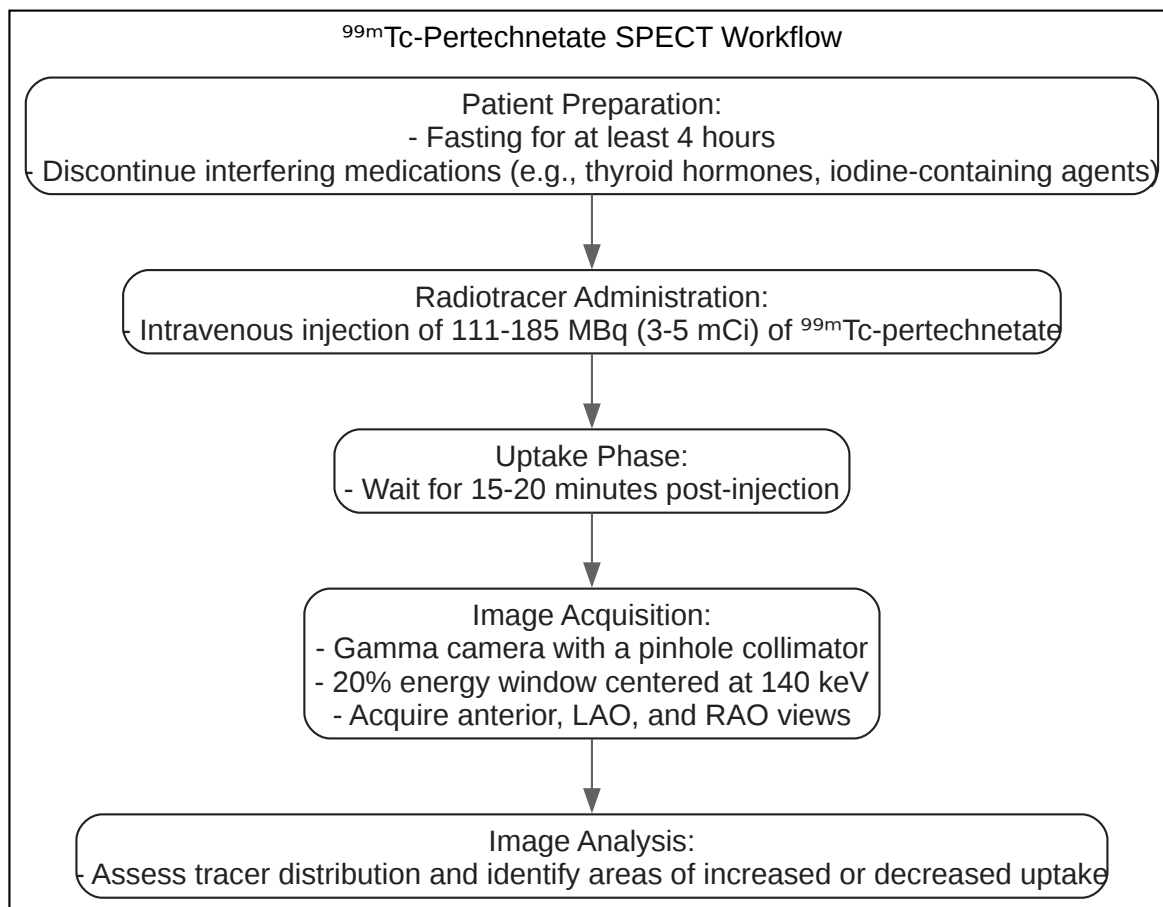 ⁹⁹ᵐTc-Pertechnetate SPECT Workflow
Patient Preparation:
- Fasting for at least 4 hours
- Discontinue interfering medications (e.g., thyroid hormones, iodine-containing agents)
Radiotracer Administration:
- Intravenous injection of 111-185 MBq (3-5 mCi) of ⁹⁹ᵐTc-pertechnetate
Uptake Phase:
- Wait for 15-20 minutes post-injection
Image Acquisition:
- Gamma camera with a pinhole collimator
- 20% energy window centered at 140 keV
- Acquire anterior, LAO, and RAO views
Image Analysis:
- Assess tracer distribution and identify areas of increased or decreased uptake